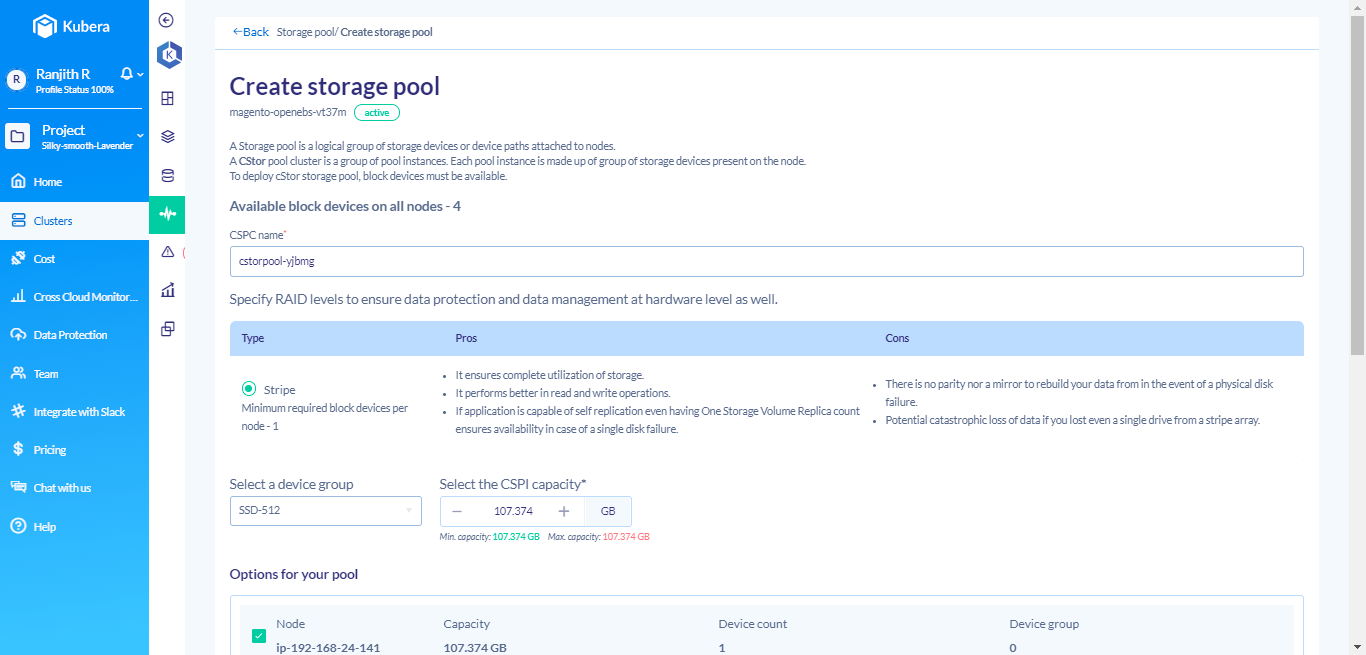 Kubera
R
Ranjith R
Profile Status 100%
Project
Silky-smooth-Lavender
Home
Clusters
Cost
Cross Cloud Monitor...
Data Protection
Team
Integrate with Slack
Pricing
Chat with us
Help
K
Back Storage pool/ Create storage pool
Create storage pool
magento-openebs-vt37m active
A Storage pool is a logical group of storage devices or device paths attached to nodes.
A CStor pool cluster is a group of pool instances. Each pool instance is made up of group of storage devices present on the node.
To deploy cStor storage pool, block devices must be available.
Available block devices on all nodes - 4
CSPC name*
cstorpool-yjbmg
Specify RAID levels to ensure data protection and data management at hardware level as well.
Type Pros Cons
Stripe
Minimum required block devices per
node - 1
• It ensures complete utilization of storage.
• It performs better in read and write operations.
• If application is capable of self replication even having One Storage Volume Replica count
ensures availability in case of a single disk failure.
• There is no parity nor a mirror to rebuild your data from in the event of a physical disk
failure.
• Potential catastrophic loss of data if you lost even a single drive from a stripe array.
Select a device group
SSD-512
Select the CSPI capacity*
− 107.374 + GB
Min. capacity: 107.374 GB Max. capacity: 107.374 GB
Options for your pool
Node Capacity Device count Device group
ip-192-168-24-141 107.374 GB 1 0